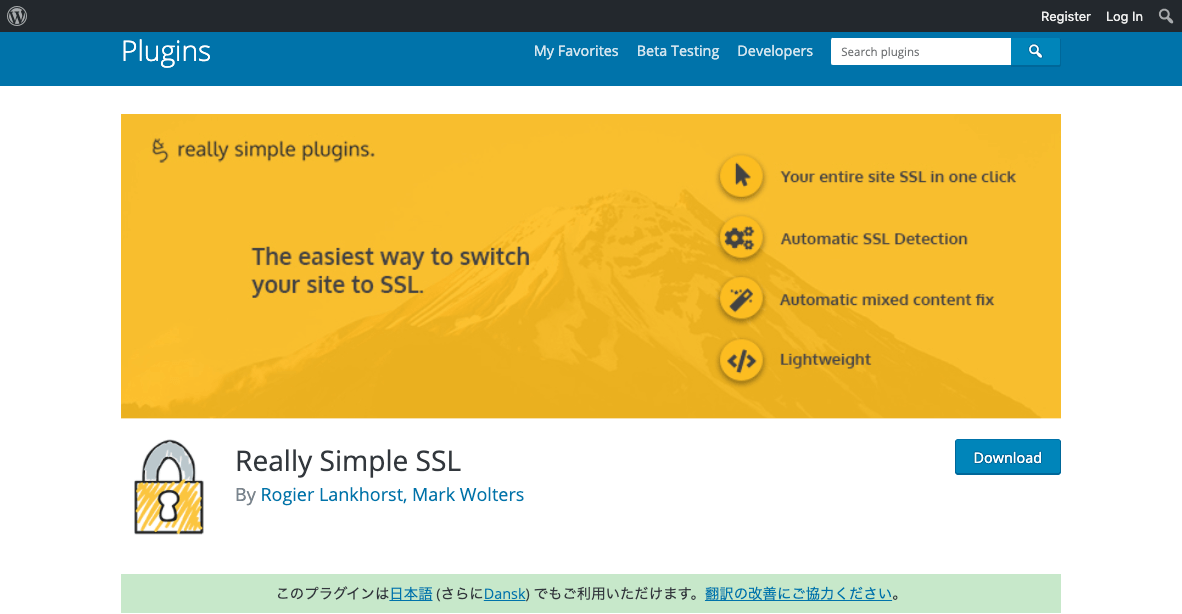 Register Log In
Plugins My Favorites Beta Testing Developers Search plugins
really simple plugins.
Your entire site SSL in one click
Automatic SSL Detection
The easiest way to switch
your site to SSL.
Automatic mixed content fix
Lightweight
Really Simple SSL
Download
By Rogier Lankhorst, Mark Wolters
このプラグインは日本語 (さらにDansk) でもご利用いただけます。翻訳の改善にご協力ください。